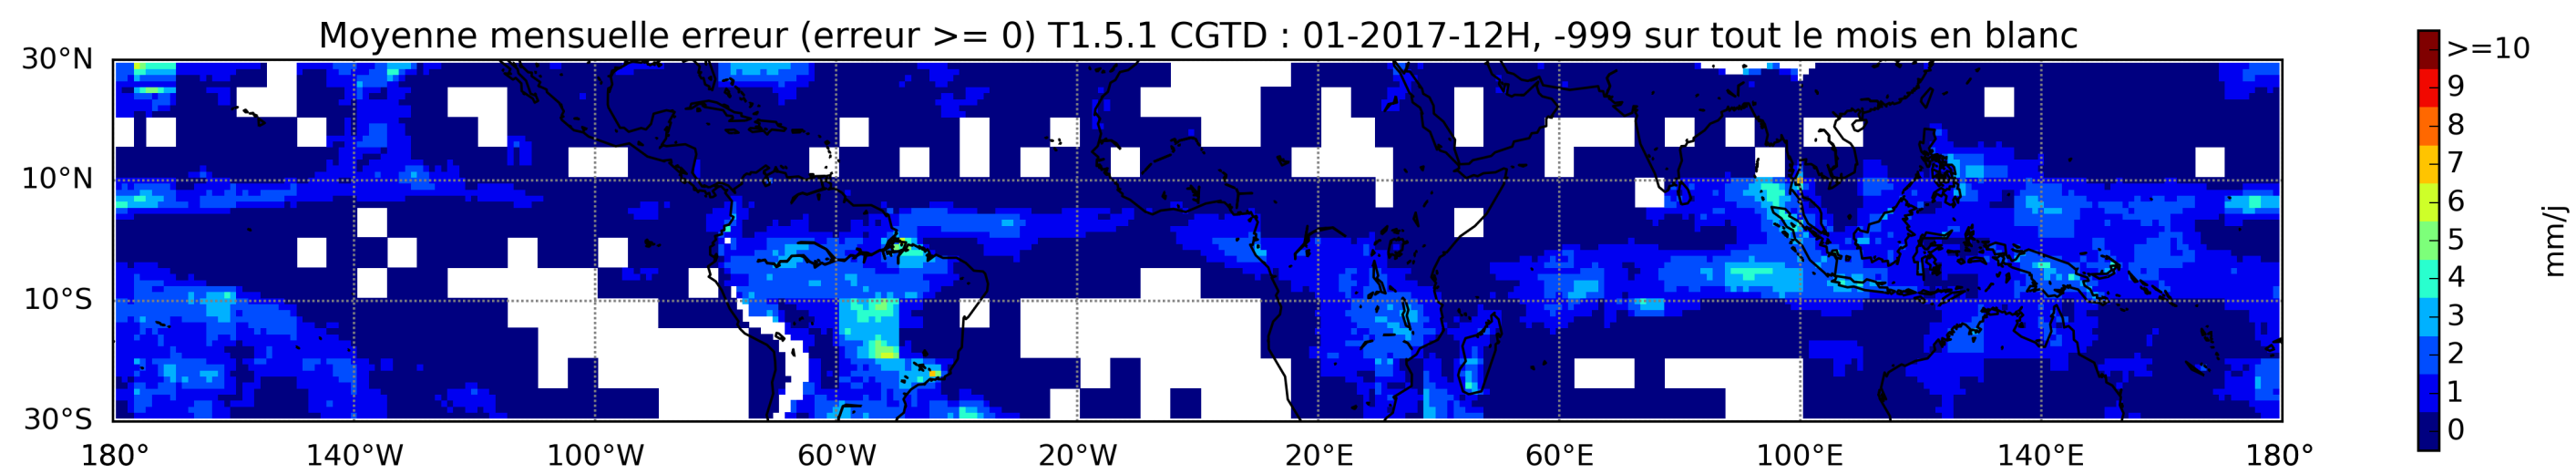 Moyenne mensuelle erreur (erreur >= 0) T1.5.1 CGTD : 01-2017-12H, -999 sur tout le mois en blanc
30°N
10°N
10°S
30°S
180° 140°W 100°W 60°W 20°W 20°E 60°E 100°E 140°E 180°
>=10
9
8
7
6
5
4
3
2
1
0
mm/j